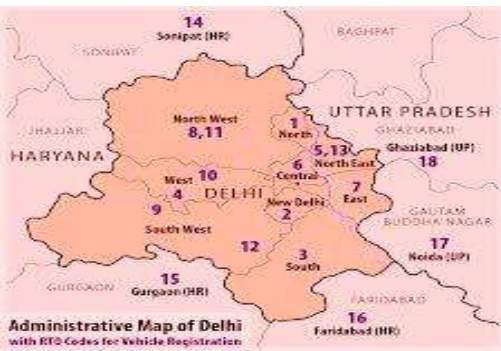 14
Sonipat (HR)
BAGHPAT
SONIPAT
North West
8,11
1
North
UTTAR PRADESH
JHAJJAR
GHAZIABAD
HARYANA
5,13
North East
Ghaziabad (UP)
18
6
Central
West 10
4
DELHI
7
East
New Delhi
2
9
South West
GAUTAM
BUDDHA NAGAR
12
3
South
17
Noida (UP)
15
Gurgaon (HR)
GURGAON
FARIDABAD
16
Faridabad (HR)
Administrative Map of Delhi
with RTO Codes for Vehicle Registration